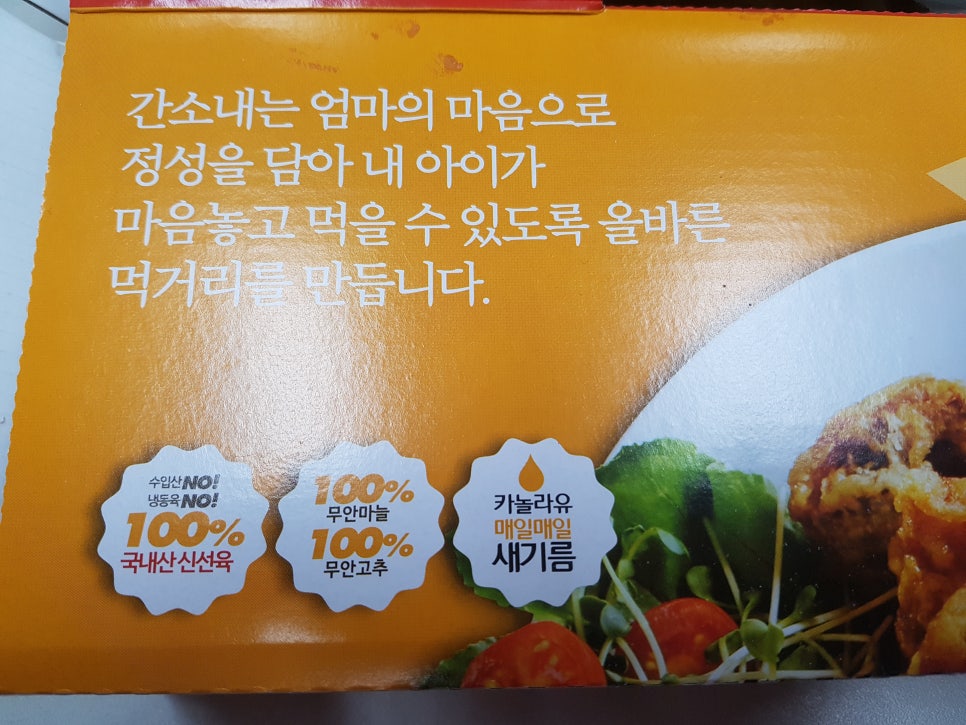 간소내는 엄마의 마음으로
정성을 담아 내 아이가
마음놓고 먹을 수 있도록 올바른
먹거리를 만듭니다.
수입산 NO!
냉동육 NO!
100%
국내산 신선육
100%
무안마늘
100%
무안고추
카놀라유
매일매일
새기름